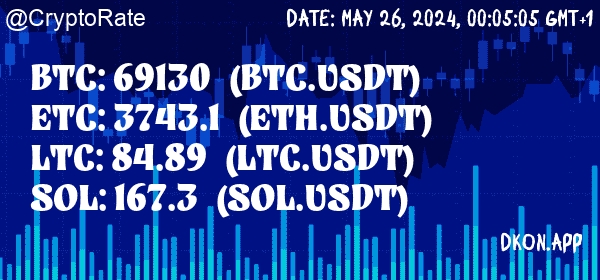 @CryptoRate
DATE: MAY 26, 2024, 00:05:05 GMT+1
BTC: 69130 (BTC.USDT)
ETC: 3743.1 (ETH.USDT)
LTC: 84.89 (LTC.USDT)
SOL: 167.3 (SOL.USDT)
DKON.APP